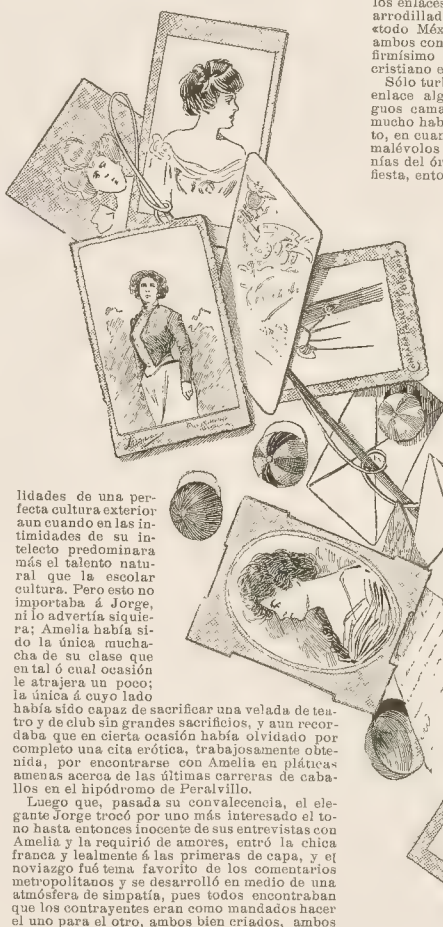 los enlaces
arrodillad
«todo Méx
ambos con
firmísimo
cristiano e
Sólo turb
enlace alg
guos cama
mucho hab
to, en cuan
malévolos
nías del ór
fiesta, ento
lidades de una per-
fecta cultura exterior
aun cuando en las in-
timidades de su in-
telecto predominara
más el talento natu-
ral que la escolar
cultura. Pero esto no
importaba á Jorge,
ni lo advertía siquie-
ra; Amelia había si-
do la única mucha-
cha de su clase que
en tal ó cual ocasión
le atrajera un poco;
la única á cuyo lado
había sido capaz de sacrificar una velada de tea-
tro y de club sin grandes sacrificios, y aun recor-
daba que en cierta ocasión había olvidado por
completo una cita erótica, trabajosamente obte-
nida, por encontrarse con Amelia en pláticas
amenas acerca de las últimas carreras de caba-
llos en el hipódromo de Peralvillo.
Luego que, pasada su convalecencia, el ele-
gante Jorge trocó por uno más interesado el to-
no hasta entonces inocente de sus entrevistas con
Amelia y la requirió de amores, entró la chica
franca y lealmente á las primeras de capa, y el
noviazgo fué tema favorito de los comentarios
metropolitanos y se desarrolló en medio de una
atmósfera de simpatía, pues todos encontraban
que los contrayentes eran como mandados hacer
el uno para el otro, ambos bien criados, ambos